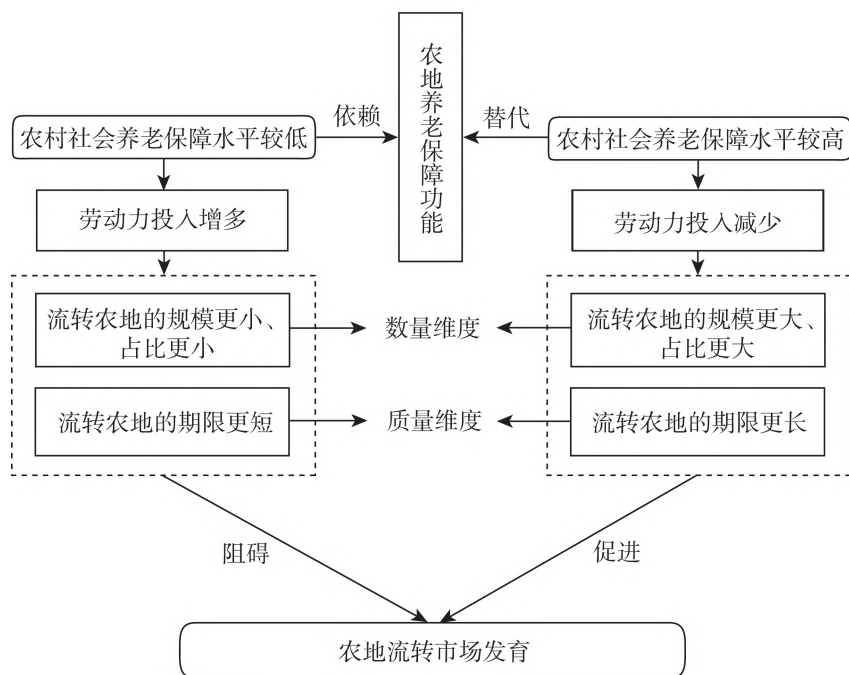 农地养老保障功能
依赖
替代
农村社会养老保障水平较低
农村社会养老保障水平较高
劳动力投入增多
劳动力投入减少
流转农地的规模更小、
占比更小
数量维度
流转农地的规模更大、
占比更大
流转农地的期限更短
质量维度
流转农地的期限更长
阻碍
促进
农地流转市场发育